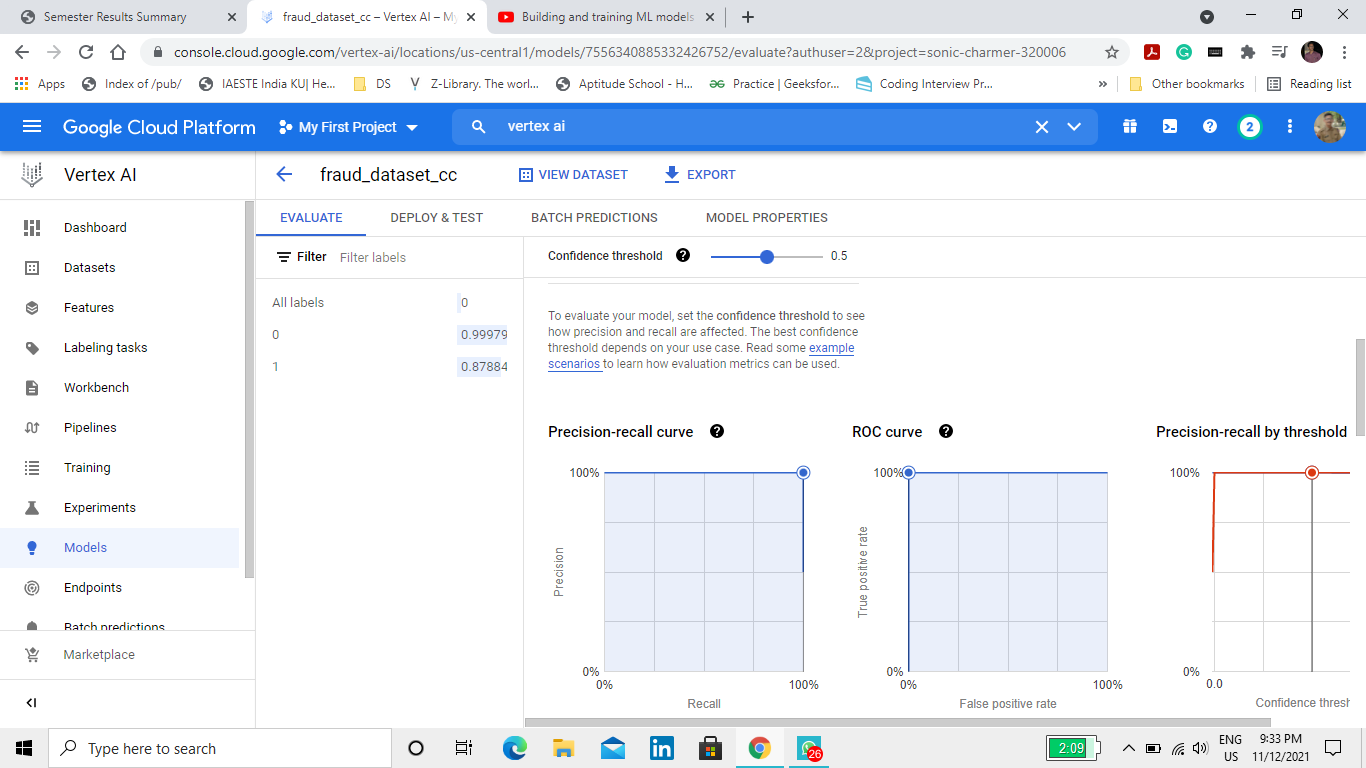 Semester Results Summary
fraud_dataset_cc – Vertex AI – My
Building and training ML models
console.cloud.google.com/vertex-ai/locations/us-central1/models/7556340885332426752/evaluate?authuser=2&project=sonic-charmer-320006
Apps
Index of /pub/
IAESTE India KU| He...
DS
Z-Library. The worl...
Aptitude School - H...
Practice | Geeksfor...
Coding Interview Pr...
»
Other bookmarks
Reading list
Google Cloud Platform
My First Project
vertex ai
2
Vertex AI
fraud_dataset_cc
VIEW DATASET
EXPORT
EVALUATE
DEPLOY & TEST
BATCH PREDICTIONS
MODEL PROPERTIES
Dashboard
Datasets
Features
Labeling tasks
Workbench
Pipelines
Training
Experiments
Models
Endpoints
Batch predictions
Marketplace
Filter Filter labels
All labels 0
0 0.99979
1 0.87884
Confidence threshold 0.5
To evaluate your model, set the confidence threshold to see
how precision and recall are affected. The best confidence
threshold depends on your use case. Read some example
scenarios to learn how evaluation metrics can be used.
Precision-recall curve
100%
Precision
0%
0% 100%
Recall
ROC curve
100%
True positive rate
0%
0% 100%
False positive rate
Precision-recall by threshold
100%
0%
0.0
Confidence thresh
Type here to search
26
2:09
ENG
US
9:33 PM
11/12/2021